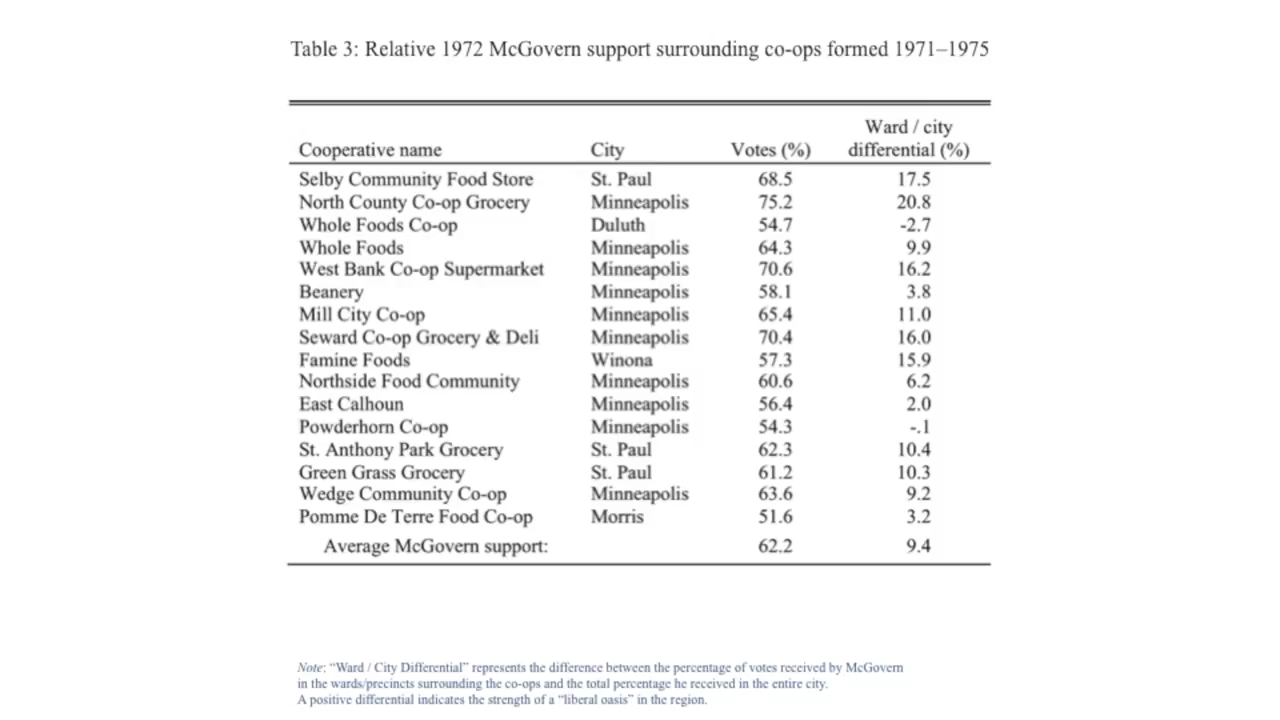 Table 3: Relative 1972 McGovern support surrounding co-ops formed 1971–1975
Ward / city
Cooperative name City Votes (%) differential (%)
Selby Community Food Store St. Paul 68.5 17.5
North County Co-op Grocery Minneapolis 75.2 20.8
Whole Foods Co-op Duluth 54.7 -2.7
Whole Foods Minneapolis 64.3 9.9
West Bank Co-op Supermarket Minneapolis 70.6 16.2
Beanery Minneapolis 58.1 3.8
Mill City Co-op Minneapolis 65.4 11.0
Seward Co-op Grocery & Deli Minneapolis 70.4 16.0
Famine Foods Winona 57.3 15.9
Northside Food Community Minneapolis 60.6 6.2
East Calhoun Minneapolis 56.4 2.0
Powderhorn Co-op Minneapolis 54.3 -.1
St. Anthony Park Grocery St. Paul 62.3 10.4
Green Grass Grocery St. Paul 61.2 10.3
Wedge Community Co-op Minneapolis 63.6 9.2
Pomme De Terre Food Co-op Morris 51.6 3.2
Average McGovern support: 62.2 9.4
Note: “Ward / City Differential” represents the difference between the percentage of votes received by McGovern
in the wards/precincts surrounding the co-ops and the total percentage he received in the entire city.
A positive differential indicates the strength of a “liberal oasis” in the region.